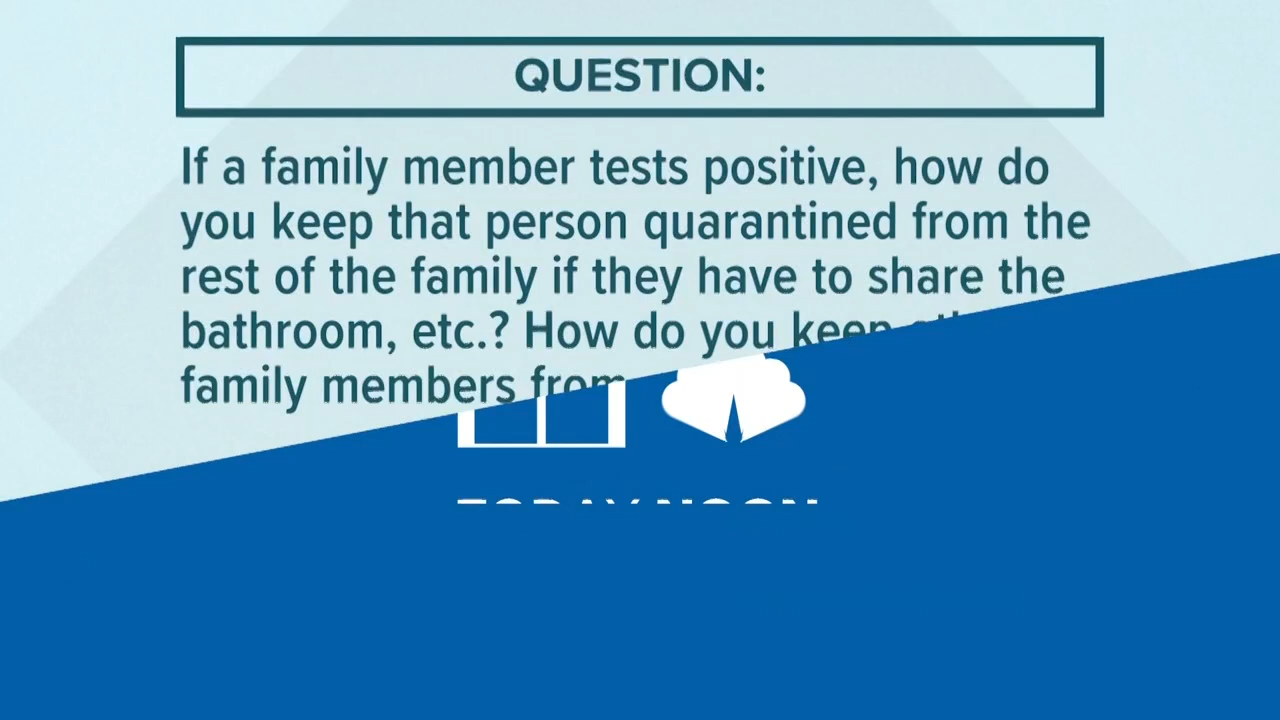 QUESTION:
If a family member tests positive, how do
you keep that person quarantined from the
rest of the family if they have to share the
bathroom, etc.? How do you keep
family members from